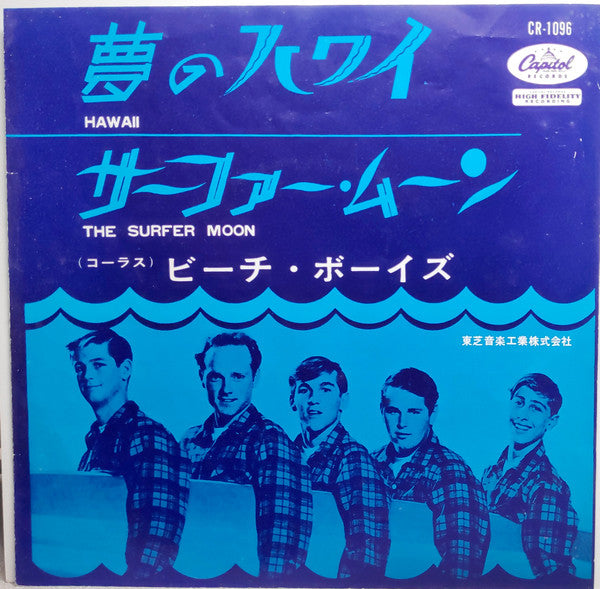 CR-1096
夢のハワイ
Capitol
RECORDS
HIGH FIDELITY
RECORDING
HAWAII
サーファー・ムーン
THE SURFER MOON
(コーラス) ビーチ・ボーイズ
東芝音楽工業株式会社